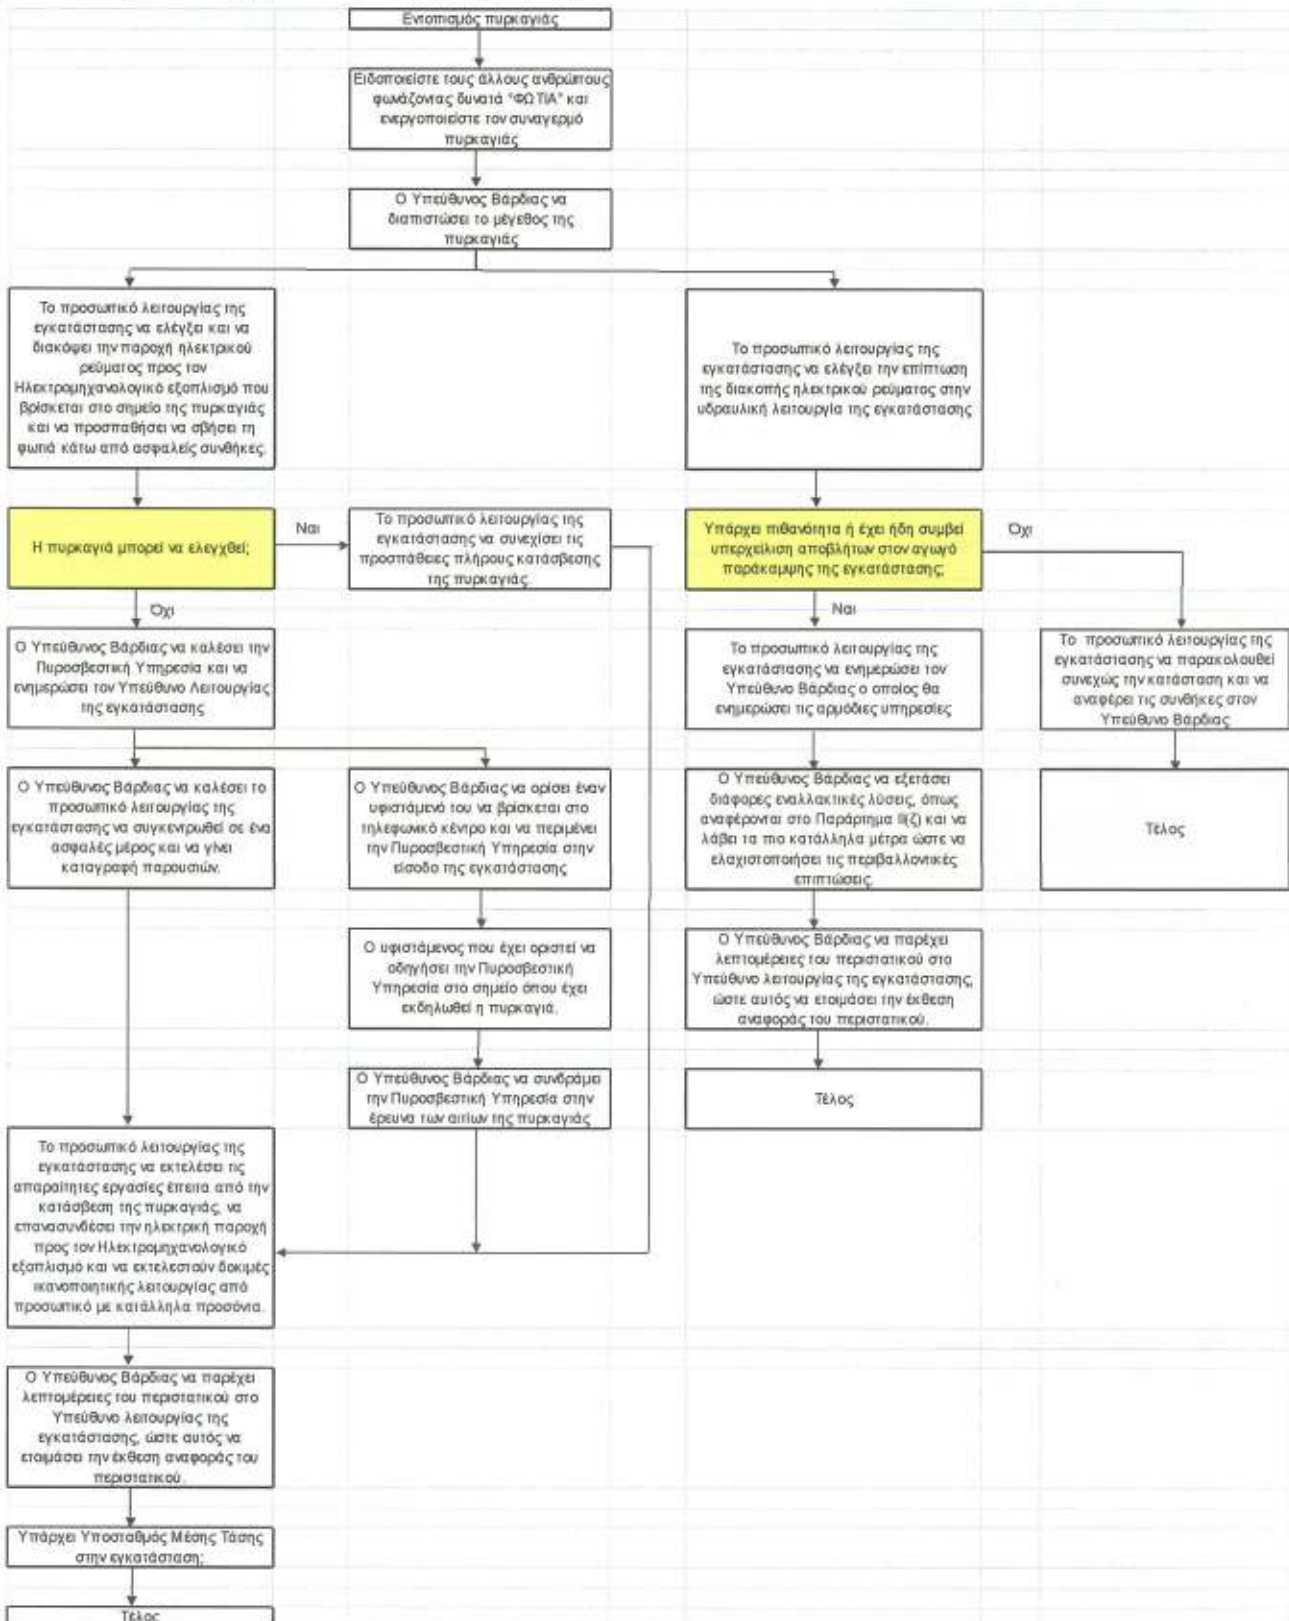 Εντοπισμός πυρκαγιάς
Ειδοποιείστε τους άλλους ανθρώπους
φωνάζοντας δυνατά "ΦΩΤΙΑ" και
ενεργοποιείστε τον συναγερμό
πυρκαγιάς
Ο Υπεύθυνος Βάρδιας να
διαπιστώσει το μέγεθος της
πυρκαγιάς
Το προσωπικό λειτουργίας της
εγκατάστασης να ελέγξει και να
διακόψει την παροχή ηλεκτρικού
ρεύματος προς τον
Ηλεκτρομηχανολογικό εξοπλισμό που
βρίσκεται στο σημείο της πυρκαγιάς
και να προσπαθήσει να σβήσει τη
φωτιά κάτω από ασφαλείς συνθήκες.
Το προσωπικό λειτουργίας της
εγκατάστασης να ελέγξει την επίπτωση
της διακοπής ηλεκτρικού ρεύματος στην
υδραυλική λειτουργία της εγκατάστασης
Η πυρκαγιά μπορεί να ελεγχθεί;
Ναι
Το προσωπικό λειτουργίας της
εγκατάστασης να συνεχίσει τις
προσπάθειες πλήρους κατάσβεσης
της πυρκαγιάς.
Υπάρχει πιθανότητα ή έχει ήδη συμβεί
υπερχείλιση αποβλήτων στον αγωγό
παράκαμψης της εγκατάστασης;
Όχι
Όχι
Ναι
Ο Υπεύθυνος Βάρδιας να καλέσει την
Πυροσβεστική Υπηρεσία και να
ενημερώσει τον Υπεύθυνο Λειτουργίας
της εγκατάστασης
Το προσωπικό λειτουργίας της
εγκατάστασης να ενημερώσει τον
Υπεύθυνο Βάρδιας ο οποίος θα
ενημερώσει τις αρμόδιες υπηρεσίες
Το προσωπικό λειτουργίας της
εγκατάστασης να παρακολουθεί
συνεχώς την κατάσταση και να
αναφέρει τις συνθήκες στον
Υπεύθυνο Βάρδιας
Ο Υπεύθυνος Βάρδιας να καλέσει το
προσωπικό λειτουργίας της
εγκατάστασης να συγκεντρωθεί σε ένα
ασφαλές μέρος και να γίνει
καταγραφή παρουσιών.
Ο Υπεύθυνος Βάρδιας να ορίσει έναν
υφιστάμενό του να βρίσκεται στο
τηλεφωνικό κέντρο και να περιμένει
την Πυροσβεστική Υπηρεσία στην
είσοδο της εγκατάστασης
Ο Υπεύθυνος Βάρδιας να εξετάσει
διάφορες εναλλακτικές λύσεις, όπως
αναφέρονται στο Παράρτημα ΙΙ(ζ) και να
λάβει τα πιο κατάλληλα μέτρα ώστε να
ελαχιστοποιήσει τις περιβαλλοντικές
επιπτώσεις.
Τέλος
Ο υφιστάμενος που έχει οριστεί να
οδηγήσει την Πυροσβεστική
Υπηρεσία στο σημείο όπου έχει
εκδηλωθεί η πυρκαγιά.
Ο Υπεύθυνος Βάρδιας να παρέχει
λεπτομέρειες του περιστατικού στο
Υπεύθυνο λειτουργίας της εγκατάστασης,
ώστε αυτός να ετοιμάσει την έκθεση
αναφοράς του περιστατικού.
Ο Υπεύθυνος Βάρδιας να συνδράμει
την Πυροσβεστική Υπηρεσία στην
έρευνα των αιτίων της πυρκαγιάς
Τέλος
Το προσωπικό λειτουργίας της
εγκατάστασης να εκτελέσει τις
απαραίτητες εργασίες έπειτα από την
κατάσβεση της πυρκαγιάς, να
επανασυνδέσει την ηλεκτρική παροχή
προς τον Ηλεκτρομηχανολογικό
εξοπλισμό και να εκτελεστούν δοκιμές
ικανοποιητικής λειτουργίας από
προσωπικό με κατάλληλα προσόντα.
Ο Υπεύθυνος Βάρδιας να παρέχει
λεπτομέρειες του περιστατικού στο
Υπεύθυνο λειτουργίας της
εγκατάστασης, ώστε αυτός να
ετοιμάσει την έκθεση αναφοράς του
περιστατικού.
Υπάρχει Υποσταθμός Μέσης Τάσης
στην εγκατάσταση;
Τέλος